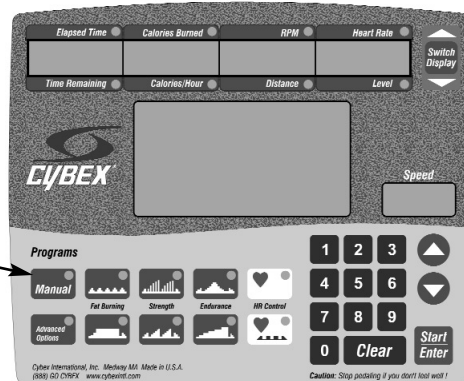 Elapsed Time Calories Burned RPM Heart Rate
Switch
Display
Time Remaining Calories/Hour Distance Level
CYBEX
Speed
Programs
1 2 3
Manual
4 5 6
Fat Burning Strength Endurance HR Control
7 8 9
Advanced
Options
0 Clear
Start
Enter
Cybex International, Inc. Medway MA Made in U.S.A.
(888) GO CYBEX www.cybexintl.com
Caution: Stop pedaling if you don't feel well !